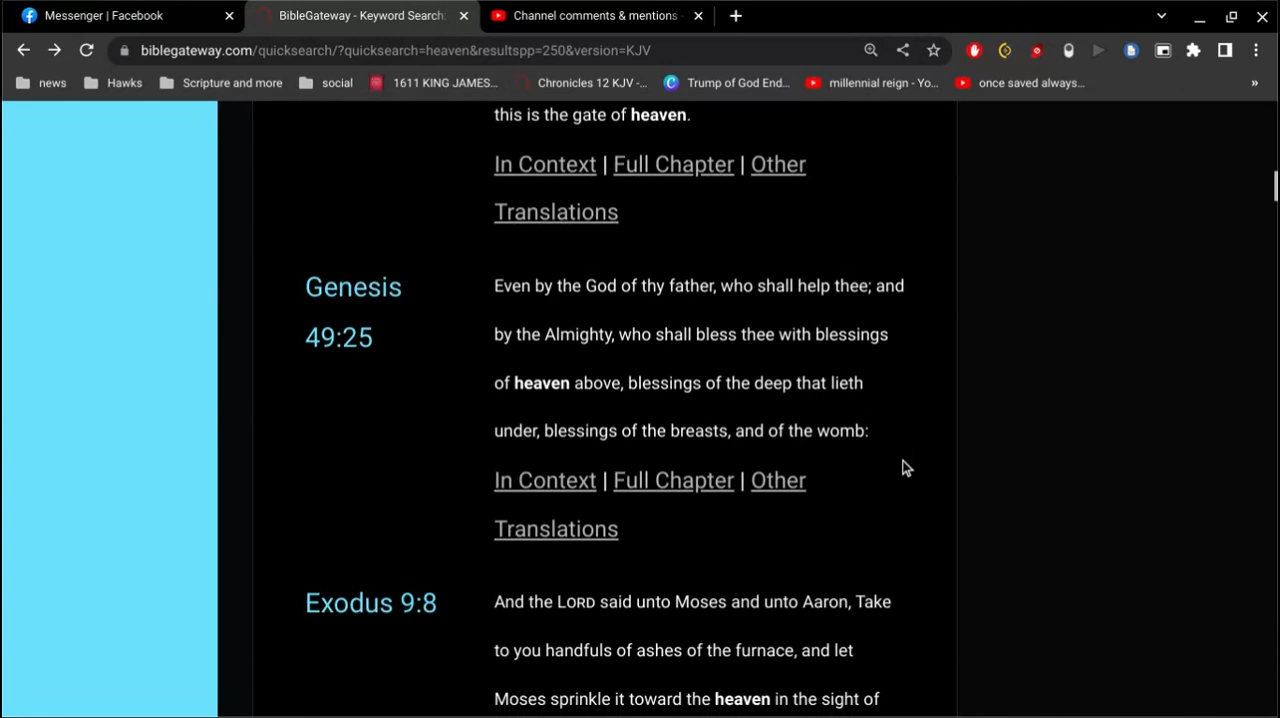 Messenger | Facebook
BibleGateway - Keyword Search:
Channel comments & mentions -
biblegateway.com/quicksearch/?quicksearch=heaven&resultspp=250&version=KJV
news
Hawks
Scripture and more
social
1611 KING JAMES...
Chronicles 12 KJV -...
Trump of God End...
millennial reign - Yo...
once saved always...
this is the gate of heaven.
In Context | Full Chapter | Other
Translations
Genesis
49:25
Even by the God of thy father, who shall help thee; and
by the Almighty, who shall bless thee with blessings
of heaven above, blessings of the deep that lieth
under, blessings of the breasts, and of the womb:
In Context | Full Chapter | Other
Translations
Exodus 9:8
And the LORD said unto Moses and unto Aaron, Take
to you handfuls of ashes of the furnace, and let
Moses sprinkle it toward the heaven in the sight of